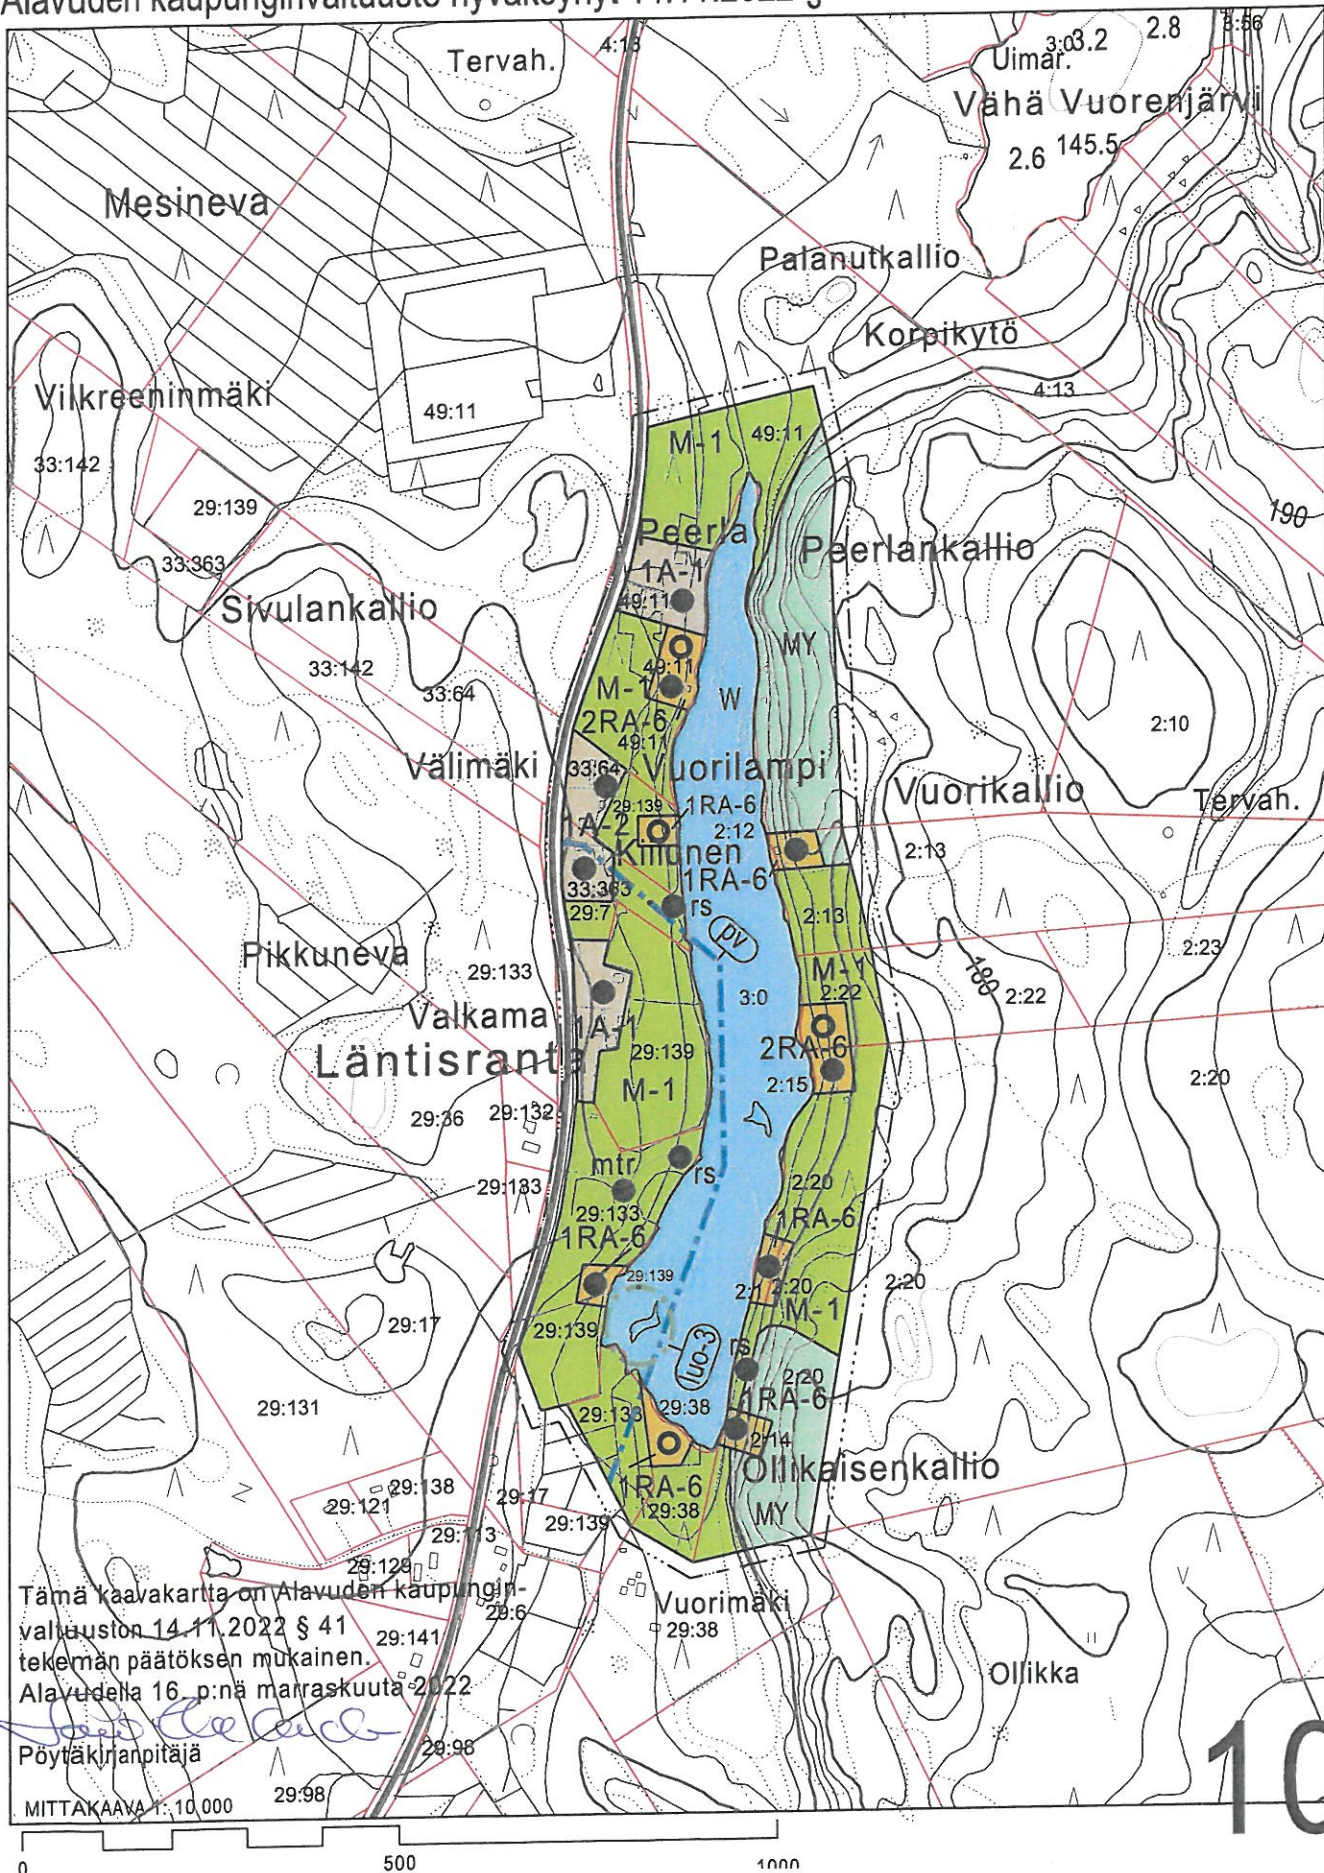 Alavuden kaupunginvaltuusto hyväksynyt 14.11.2022 §
Tervah.
4:13
3:56
2.8
3:0
3.2
Uimar.
Vähä Vuorenjärvi
2.6
145.5
Mesineva
Palanutkallio
Korpikytö
4:13
Vilkreeninmäki
49:11
M-1
49:11
33:142
29:139
190
33:363
Peerla
Peerlankallio
1A-1
49:11
Sivulankallio
MY
33:142
49:11
33:64
M-1
W
2RA-6
49:11
2:10
Välimäki
33:64
Vuorilampi
Vuorikallio
Tervah.
29:139
1RA-6
1A-2
2:12
Killunen
2:13
33:363
1RA-6
29:7
rs
2:13
pv
Pikkuneva
29:133
M-1
2:23
180
2:22
2:22
3:0
Valkama
1A-1
Läntisranta
29:139
2RA-6
2:15
2:20
M-1
29:36
29:132
mtr
rs
29:133
2:20
29:133
1RA-6
1RA-6
29:139
2:20
2:1
2:20
M-1
29:17
29:139
luo-3
rs
2:20
1RA-6
29:131
29:133
29:38
2:14
Ollikaisenkallio
29:138
29:121
29:17
1RA-6
29:38
MY
29:113
29:139
29:129
Tämä kaavakartta on Alavuden kaupungin-
valtuuston 14.11.2022 § 41
tekemän päätöksen mukainen.
Alavudella 16. p:nä marraskuuta 2022
Pöytäkirjanpitäjä
29:6
29:141
Vuorimäki
29:38
Ollikka
29:98
29:98
MITTAKAAVA 1: 10 000
10
0
500
1000